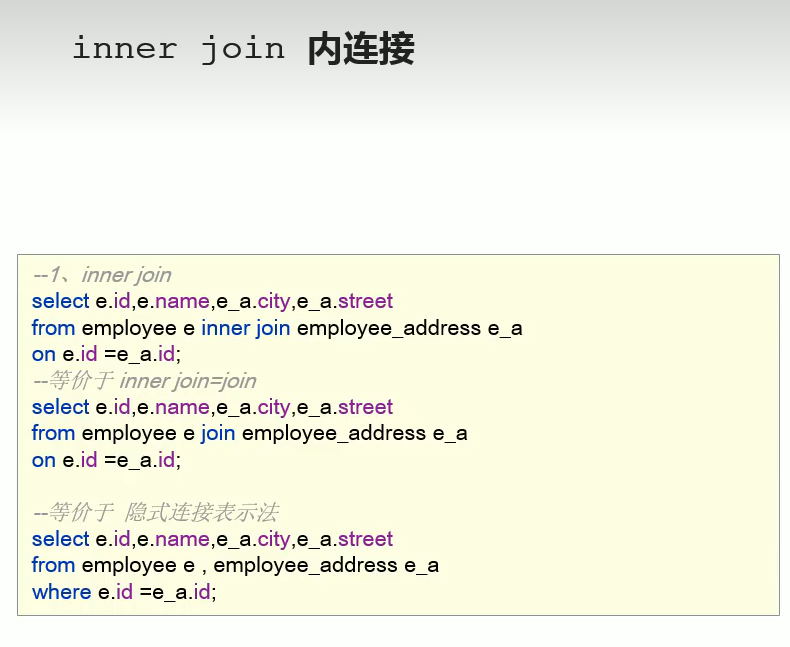 inner join 内连接
--1、inner join
select e.id,e.name,e_a.city,e_a.street
from employee e inner join employee_address e_a
on e.id =e_a.id;
--等价于 inner join=join
select e.id,e.name,e_a.city,e_a.street
from employee e join employee_address e_a
on e.id =e_a.id;
--等价于 隐式连接表示法
select e.id,e.name,e_a.city,e_a.street
from employee e , employee_address e_a
where e.id =e_a.id;